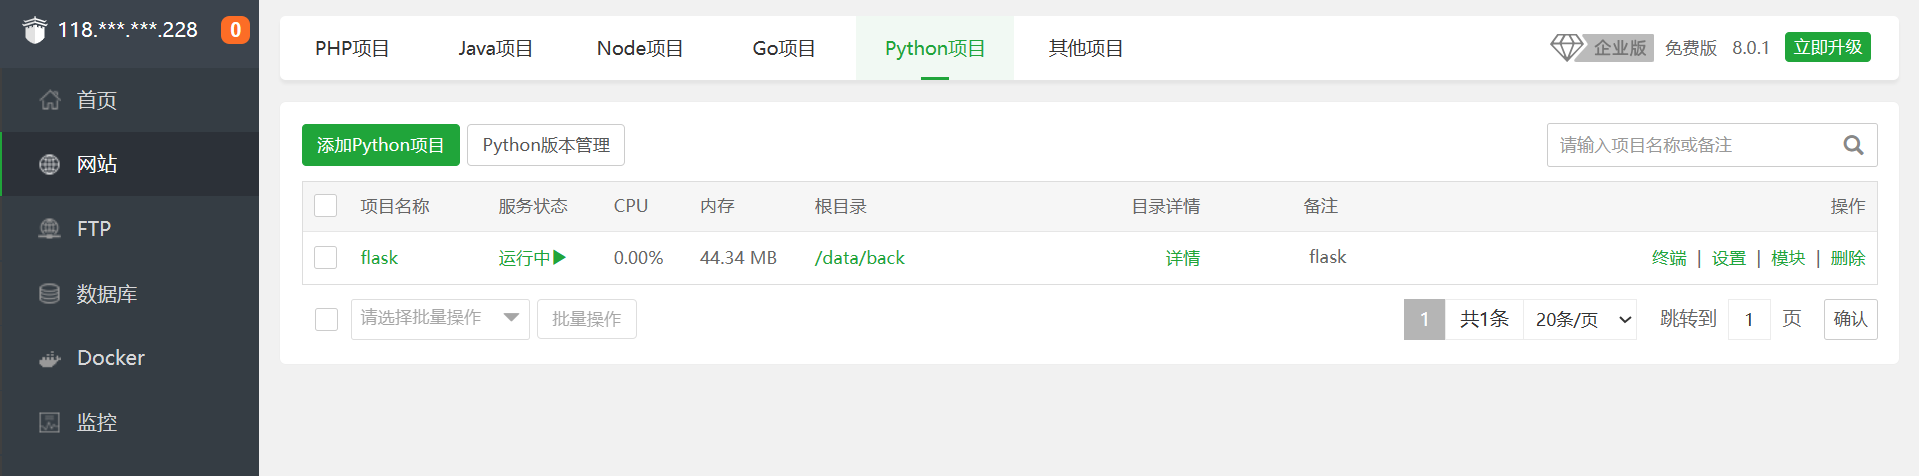 118.***.***.228 0
首页
网站
FTP
数据库
Docker
监控
PHP项目 Java项目 Node项目 Go项目 Python项目 其他项目 企业版 免费版 8.0.1 立即升级
添加Python项目 Python版本管理 请输入项目名称或备注
项目名称 服务状态 CPU 内存 根目录 目录详情 备注 操作
flask 运行中 0.00% 44.34 MB /data/back 详情 flask 终端 | 设置 | 模块 | 删除
请选择批量操作 批量操作 1 共1条 20条/页 跳转到 1 页 确认